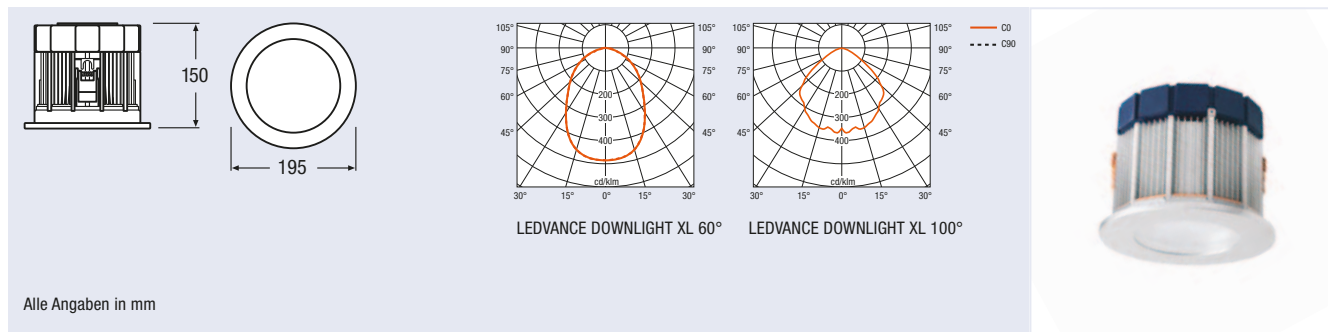 150
195
105° 105°
90° 90°
75° 75°
60° 60°
45° 45°
200
300
400
cd/klm
30° 15° 0° 15° 30°
LEDVANCE DOWNLIGHT XL 60°
105° 105°
90° 90°
75° 75°
60° 60°
45° 45°
200
300
400
cd/klm
30° 15° 0° 15° 30°
LEDVANCE DOWNLIGHT XL 100°
C0
C90
Alle Angaben in mm